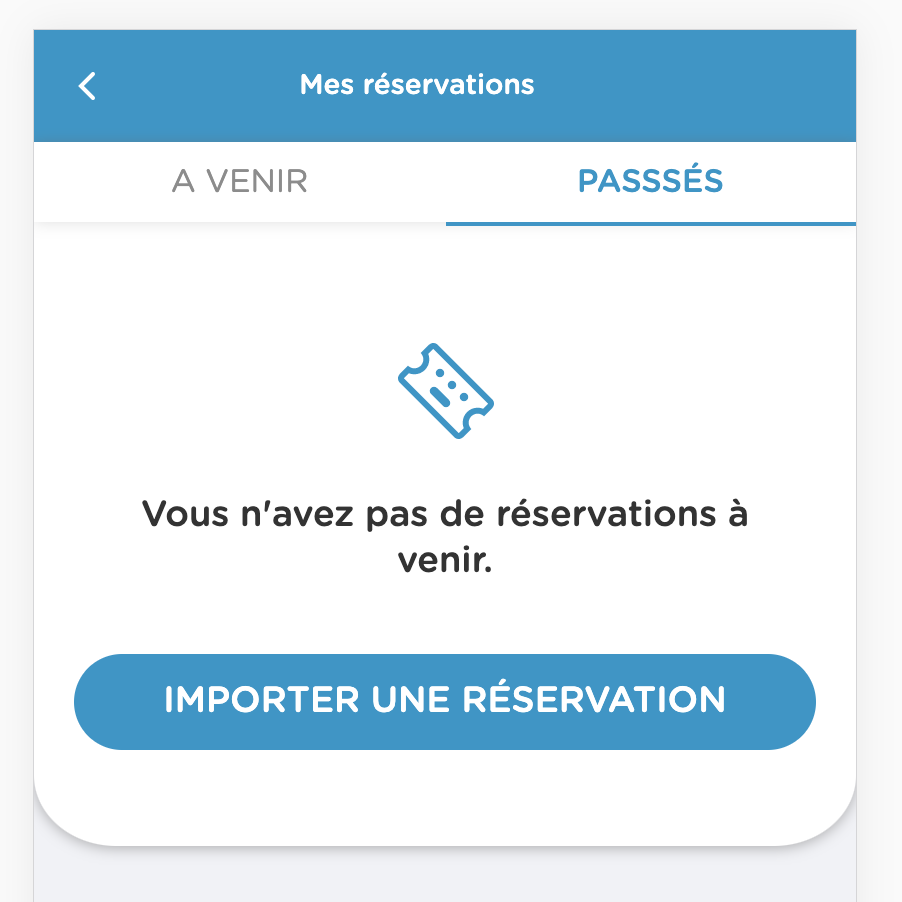 Mes réservations
A VENIR
PASSSÉS
Vous n'avez pas de réservations à
venir.
IMPORTER UNE RÉSERVATION